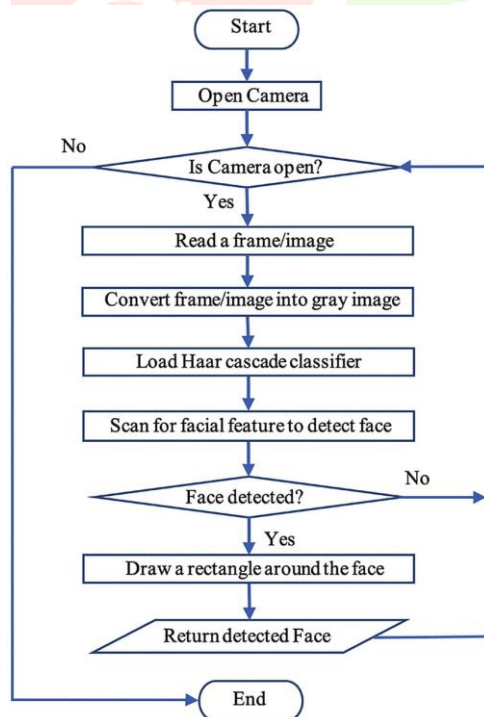 Start
Open Camera
No
Is Camera open?
Yes
Read a frame/image
Convert frame/image into gray image
Load Haar cascade classifier
Scan for facial feature to detect face
No
Face detected?
Yes
Draw a rectangle around the face
Return detected Face
End